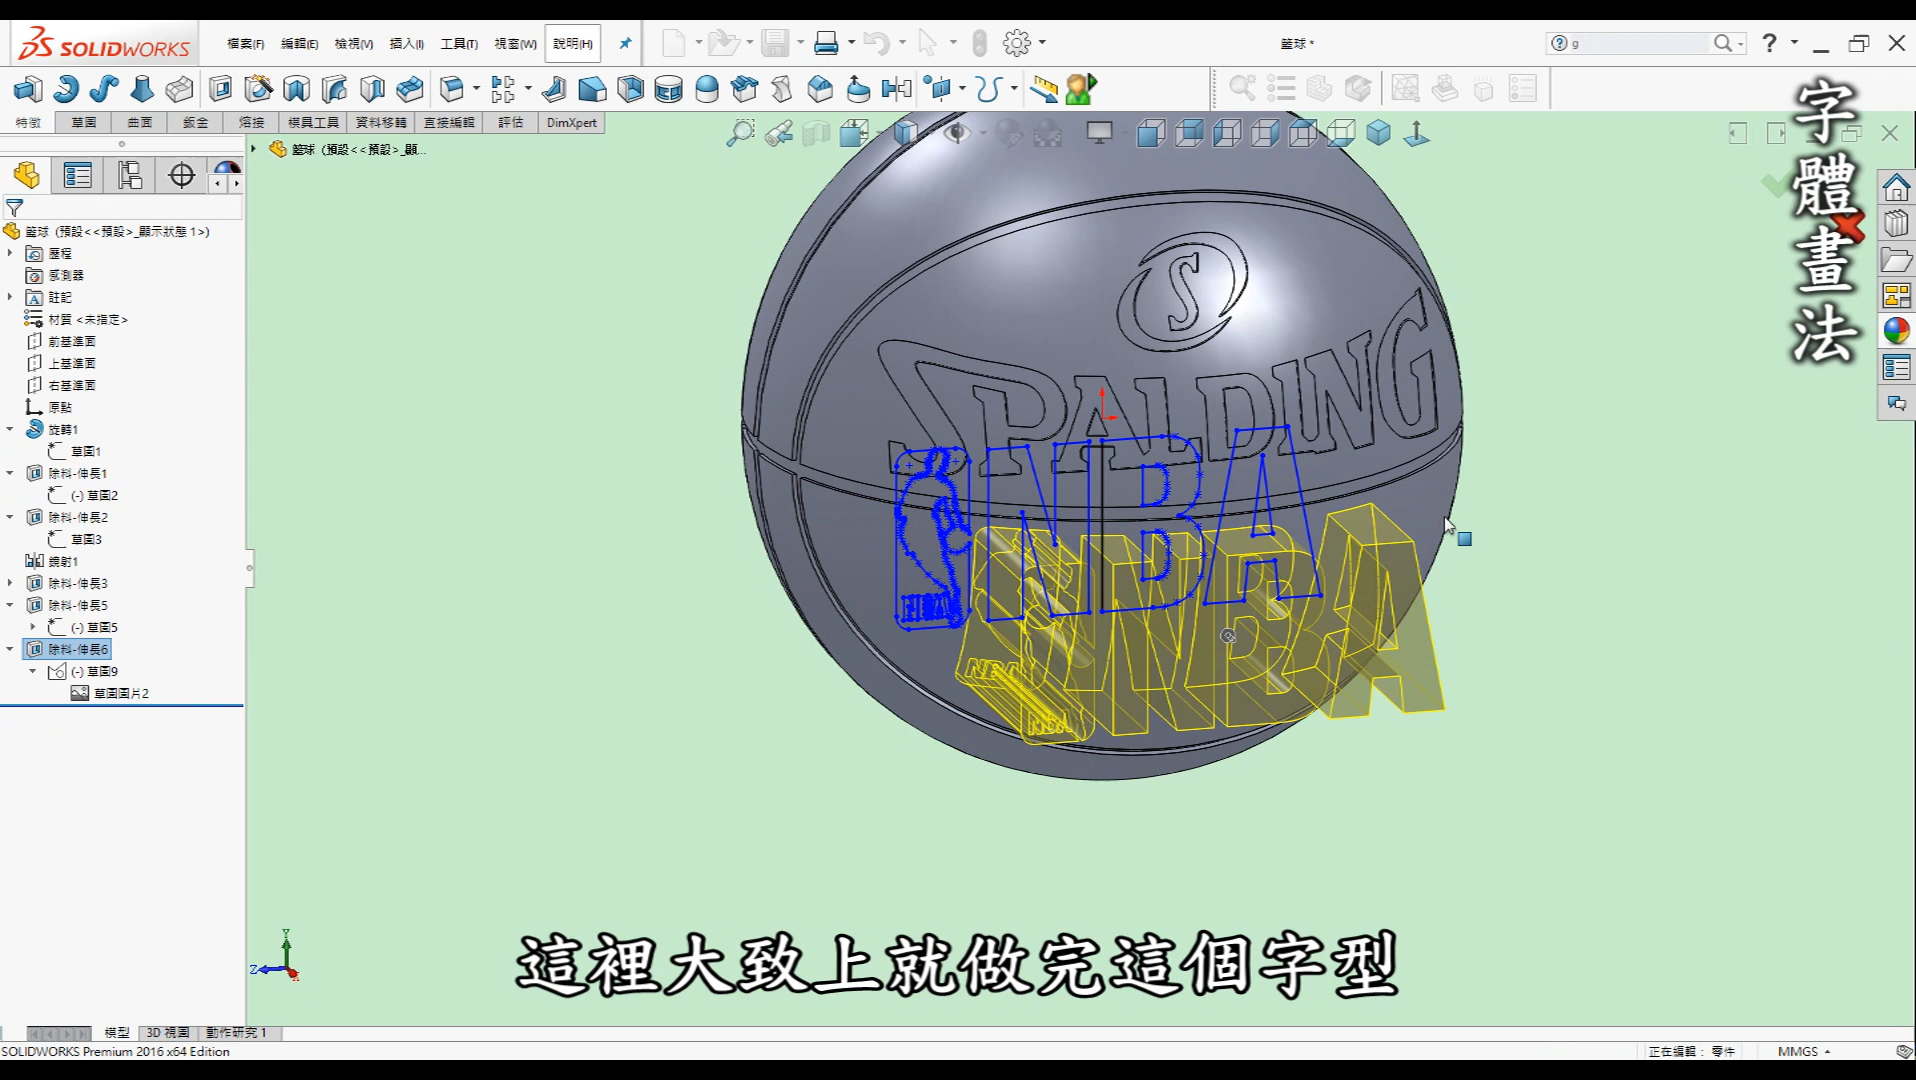 SOLIDWORKS
檔案(F) 編輯(E) 檢視(V) 插入(I) 工具(T) 視窗(W) 說明(H)
籃球 *
g
特徵 草圖 曲面 鈑金 熔接 模具工具 資料移轉 直接編輯 評估 DimXpert
籃球 (預設<<預設>_顯...
籃球 (預設<<預設>_顯示狀態 1>)
歷程
感測器
註記
材質 <未指定>
前基準面
上基準面
右基準面
原點
旋轉1
草圖1
除料-伸長1
(-) 草圖2
除料-伸長2
草圖3
鏡射1
除料-伸長3
除料-伸長5
(-) 草圖5
除料-伸長6
(-) 草圖9
草圖圖片2
字體畫法
S
SPALDING
NBA
NBA
NBA
NBA
NBA
Y
Z
這裡大致上就做完這個字型
模型 3D 視圖 動作研究 1
SOLIDWORKS Premium 2016 x64 Edition
正在編輯: 零件
MMGS